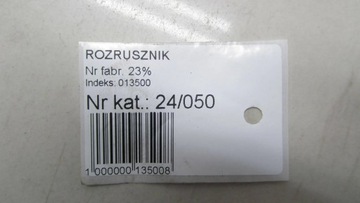 ROZRUSZNIK
Nr fabr. 23%
Indeks: 013500
Nr kat.: 24/050
1 000000 135008